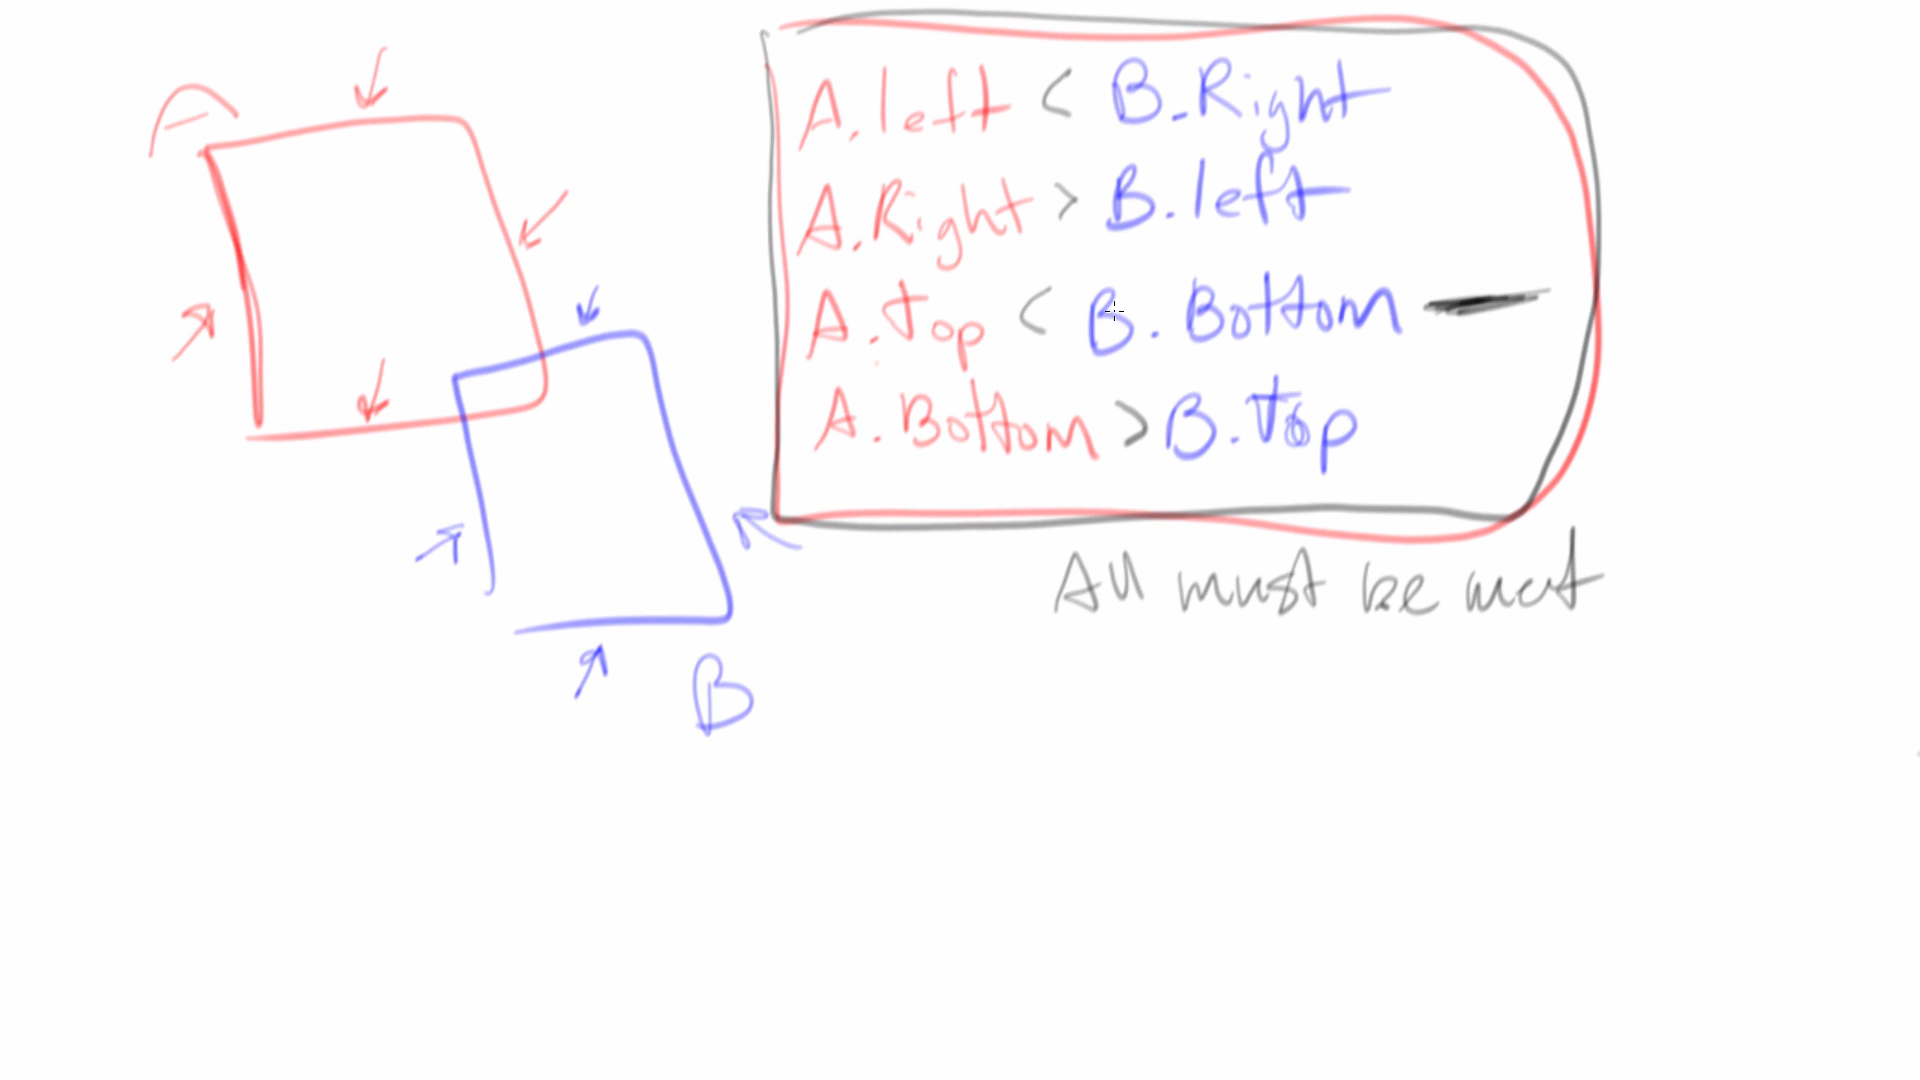 A
A.left < B.Right
A.Right > B.left
A.top < B.Bottom
A.Bottom > B.top
All must be met
B